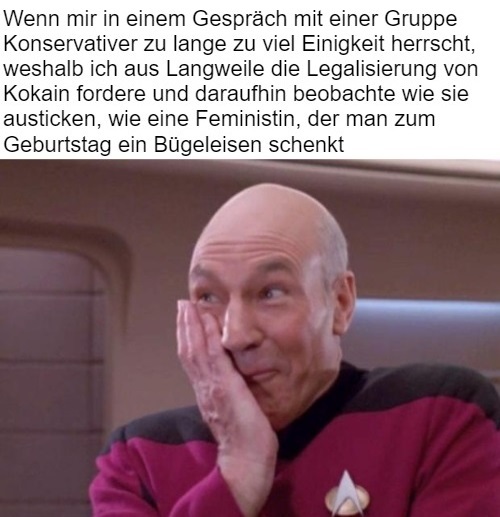 Wenn mir in einem Gespräch mit einer Gruppe
Konservativer zu lange zu viel Einigkeit herrscht,
weshalb ich aus Langweile die Legalisierung von
Kokain fordere und daraufhin beobachte wie sie
austicken, wie eine Feministin, der man zum
Geburtstag ein Bügeleisen schenkt